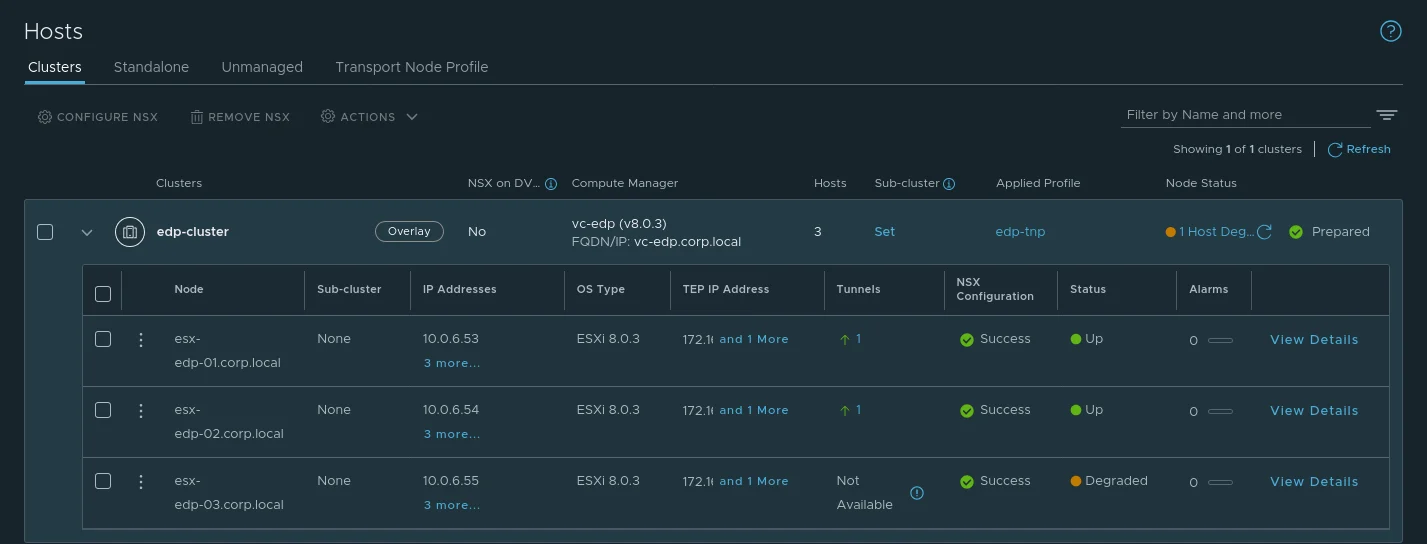 Hosts
Clusters Standalone Unmanaged Transport Node Profile
CONFIGURE NSX REMOVE NSX ACTIONS
Filter by Name and more
Showing 1 of 1 clusters Refresh
Clusters NSX on DV... Compute Manager Hosts Sub-cluster Applied Profile Node Status
edp-cluster Overlay No vc-edp (v8.0.3) 3 Set edp-tnp 1 Host Deg... Prepared
FQDN/IP: vc-edp.corp.local
Node Sub-cluster IP Addresses OS Type TEP IP Address Tunnels NSX Configuration Status Alarms
esx- None 10.0.6.53 ESXi 8.0.3 172.1 and 1 More 1 Success Up 0 View Details
edp-01.corp.local 3 more...
esx- None 10.0.6.54 ESXi 8.0.3 172.1 and 1 More 1 Success Up 0 View Details
edp-02.corp.local 3 more...
esx- None 10.0.6.55 ESXi 8.0.3 172.1 and 1 More Not Success Degraded 0 View Details
edp-03.corp.local 3 more... Available